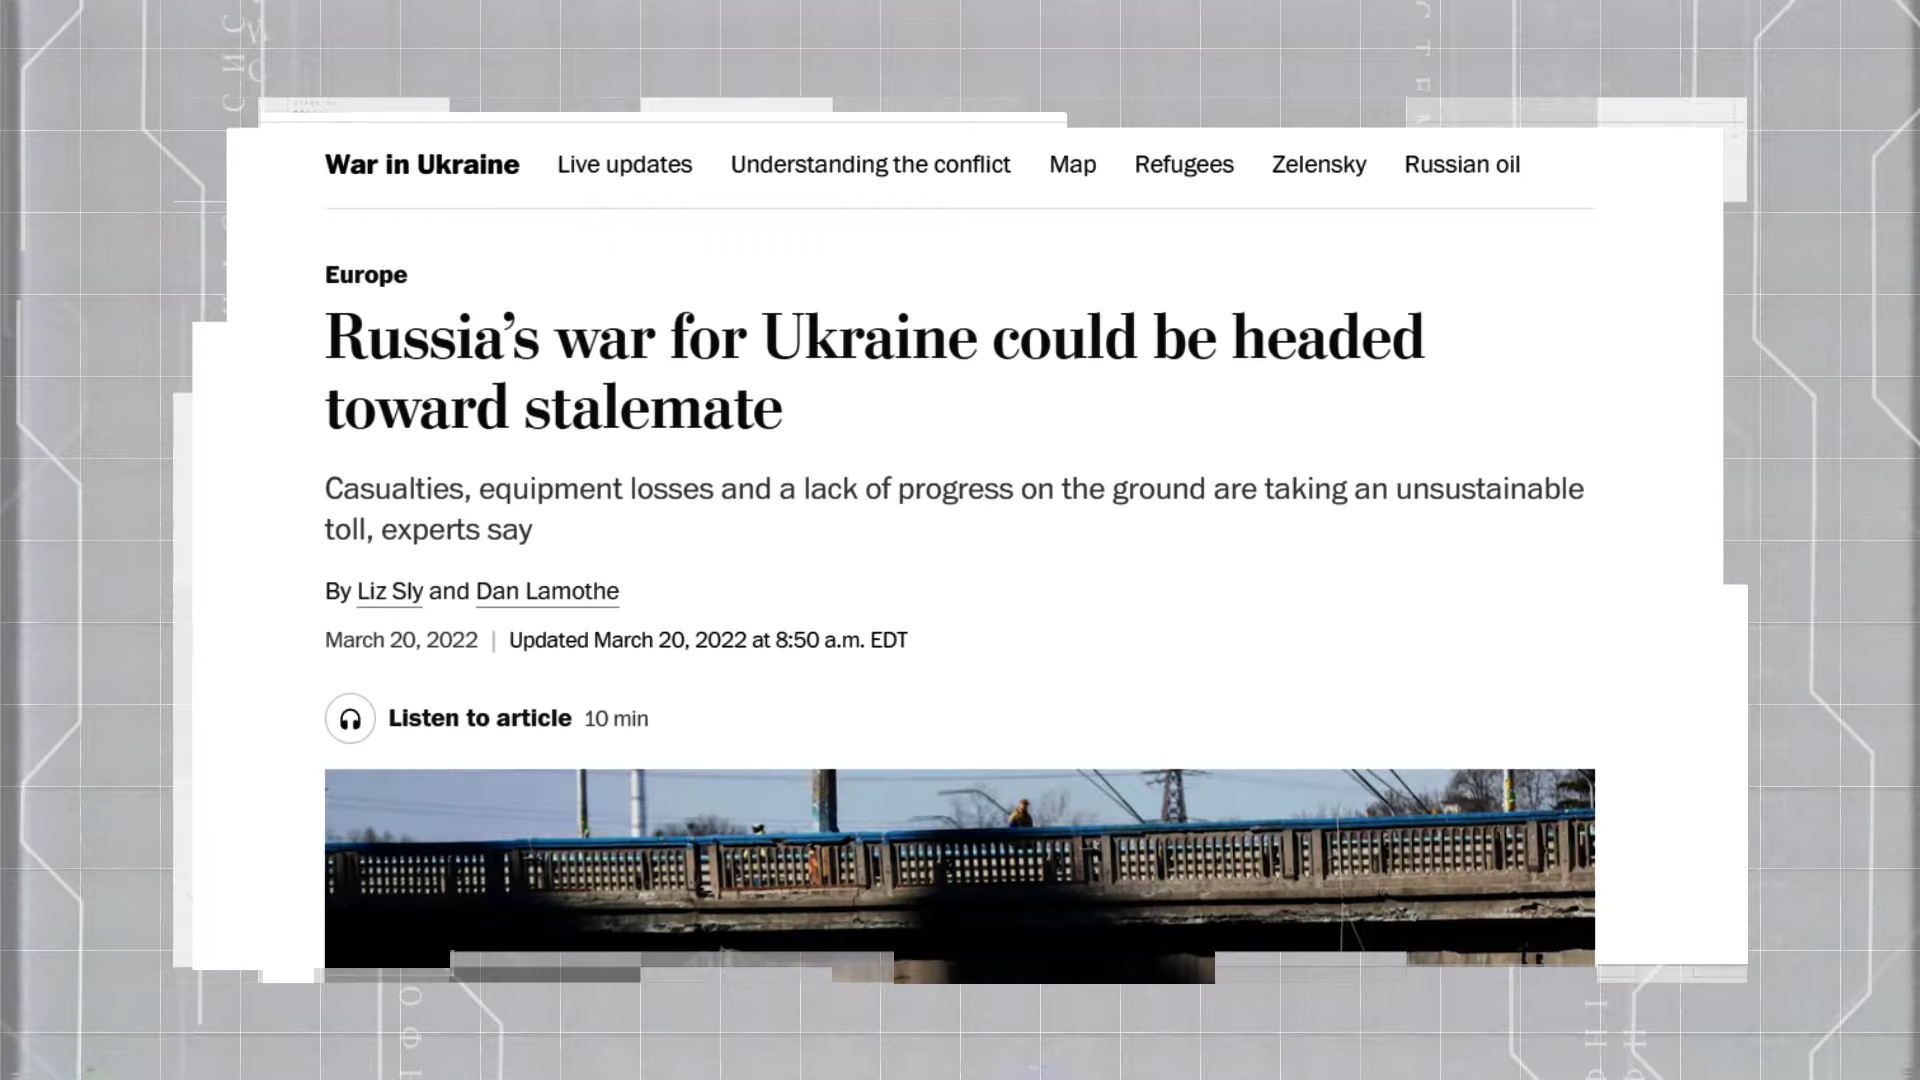 War in Ukraine Live updates Understanding the conflict Map Refugees Zelensky Russian oil
Europe
Russia’s war for Ukraine could be headed
toward stalemate
Casualties, equipment losses and a lack of progress on the ground are taking an unsustainable
toll, experts say
By Liz Sly and Dan Lamothe
March 20, 2022 | Updated March 20, 2022 at 8:50 a.m. EDT
Listen to article 10 min